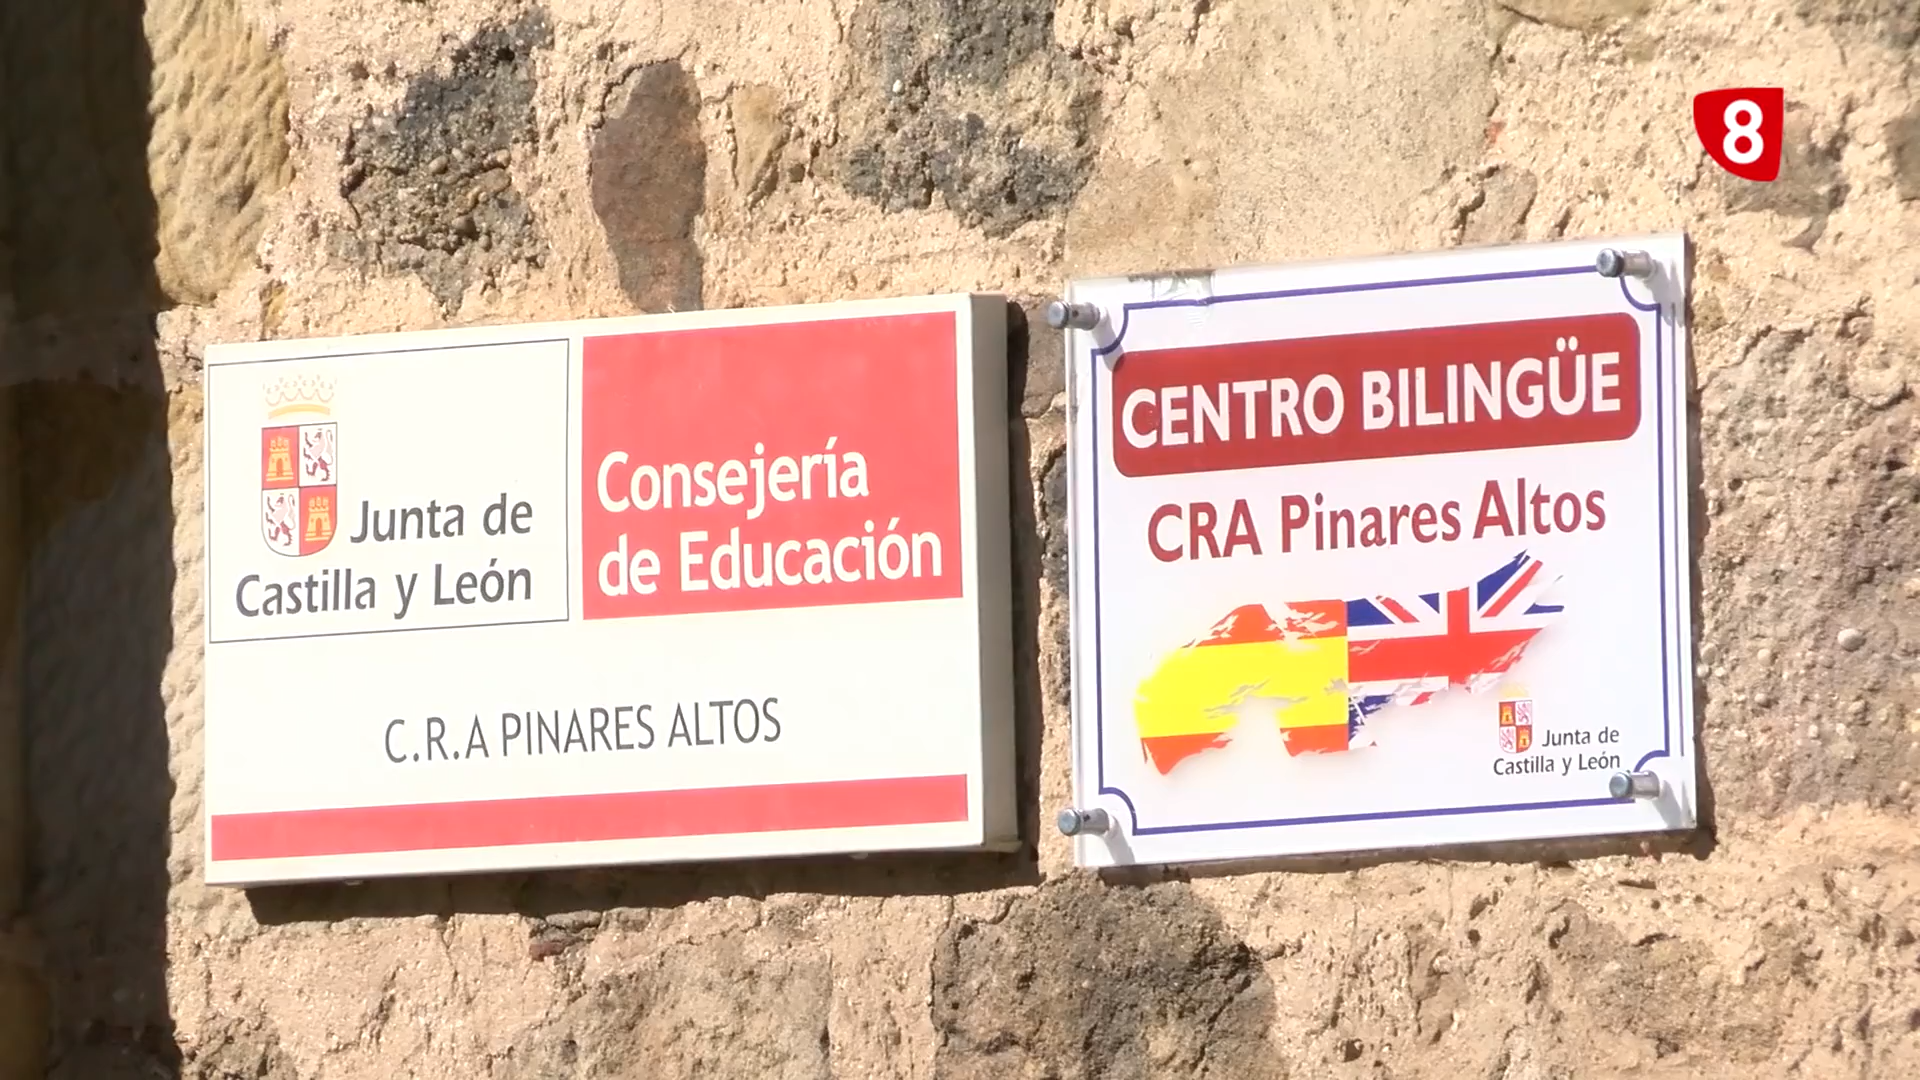 8
Junta de
Castilla y León
Consejería
de Educación
C.R.A PINARES ALTOS
CENTRO BILINGÜE
CRA Pinares Altos
Junta de
Castilla y León